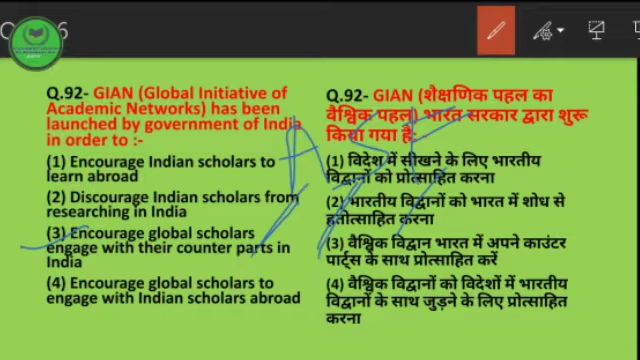 Q.92- GIAN (Global Initiative of
Academic Networks) has been
launched by government of India
in order to :-
(1) Encourage Indian scholars to
learn abroad
(2) Discourage Indian scholars from
researching in India
(3) Encourage global scholars
engage with their counter parts in
India
(4) Encourage global scholars to
engage with Indian scholars abroad
Q.92- GIAN (शैक्षणिक पहल का
वैश्विक पहल) भारत सरकार द्वारा शुरू
किया गया है:
(1) विदेश में सीखने के लिए भारतीय
विद्वानों को प्रोत्साहित करना
(2) भारतीय विद्वानों को भारत में शोध से
हतोत्साहित करना
(3) वैश्विक विद्वान भारत में अपने काउंटर
पार्ट्स के साथ प्रोत्साहित करें
(4) वैश्विक विद्वानों को विदेशों में भारतीय
विद्वानों के साथ जुड़ने के लिए प्रोत्साहित
करना